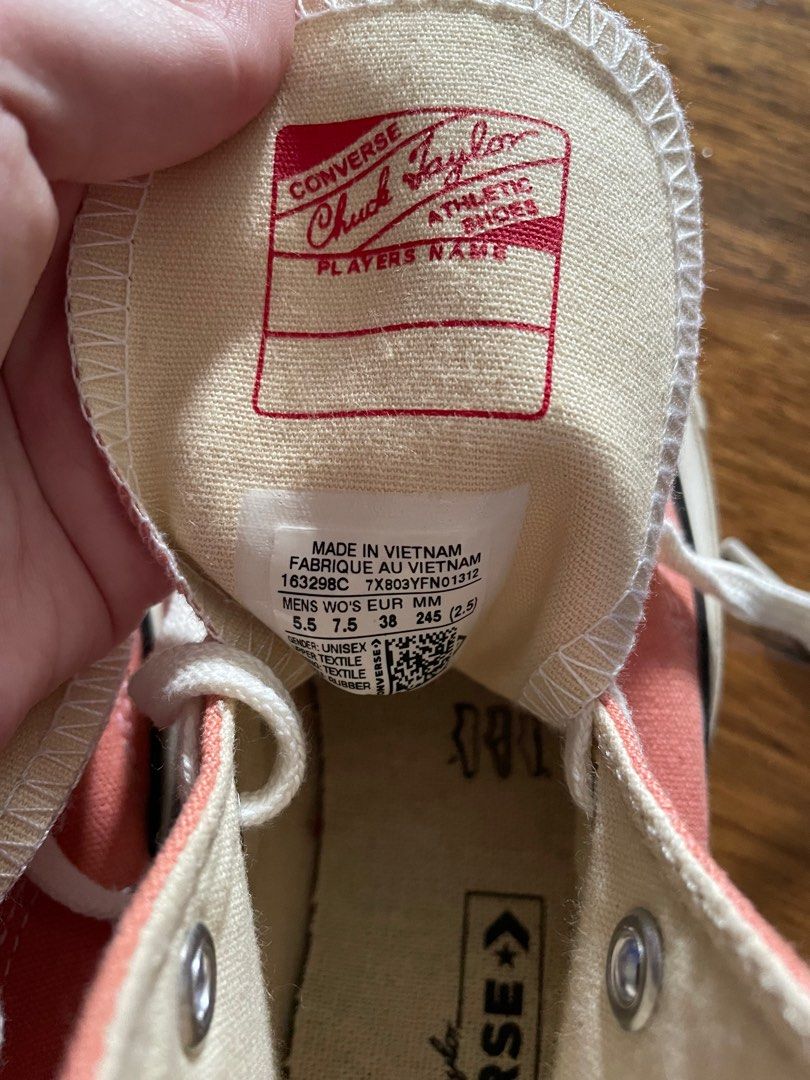 CONVERSE
Chuck Taylor
ATHLETIC
SHOES
PLAYERS NAME
MADE IN VIETNAM
FABRIQUE AU VIETNAM
163298C 7X803YFN01312
MENS WO'S EUR MM
5.5 7.5 38 245 (2.5)
GENDER: UNISEX
TEXTILE
TEXTILE
RUBBER